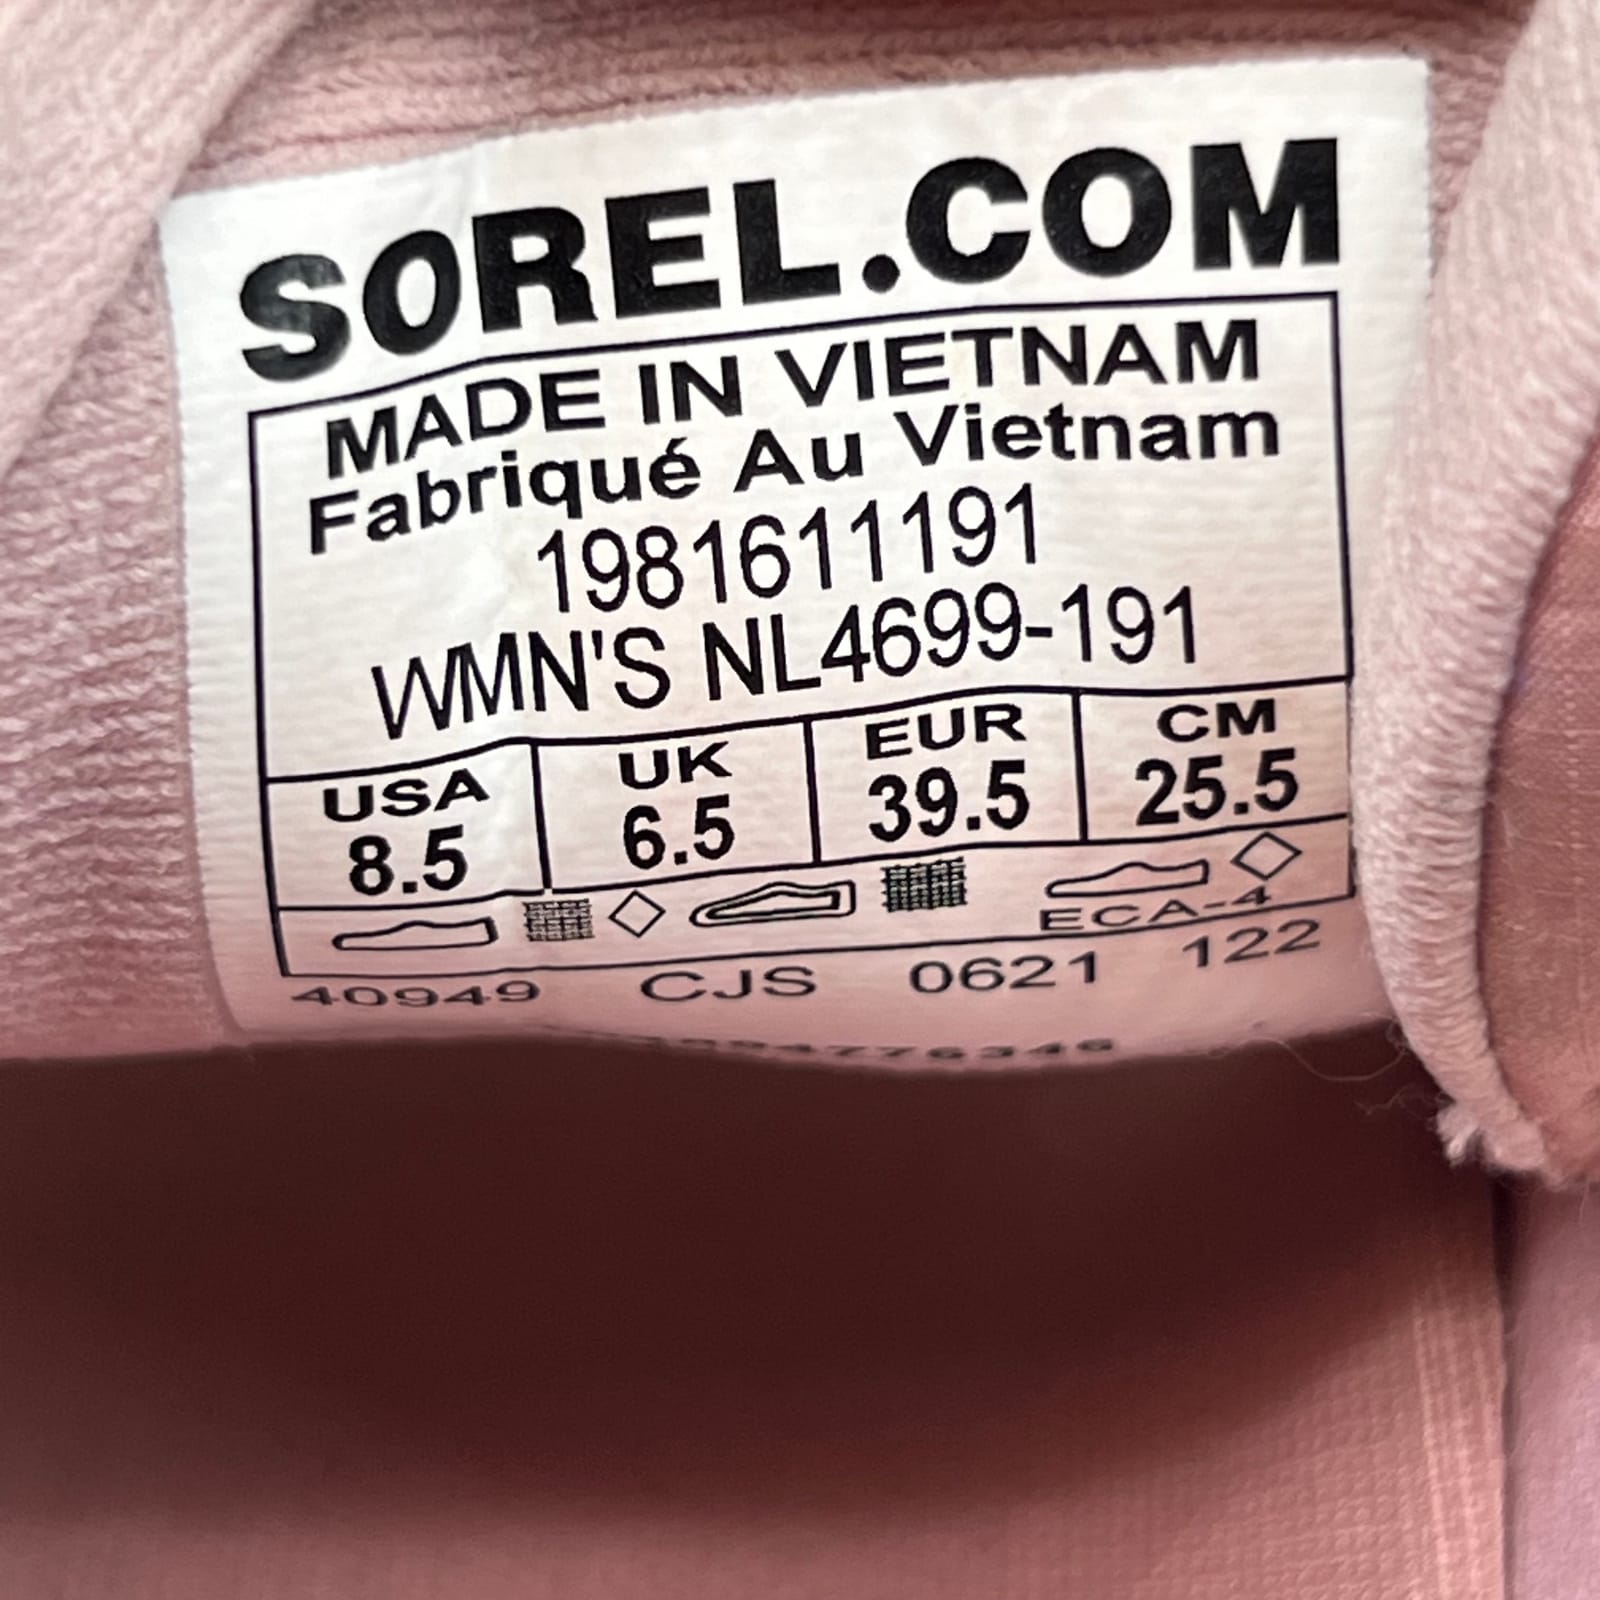 SOREL.COM
MADE IN VIETNAM
Fabriqué Au Vietnam
1981611191
WMN'S NL4699-191
USA UK EUR CM
8.5 6.5 39.5 25.5
ECA-4
40949 CJS 0621 122